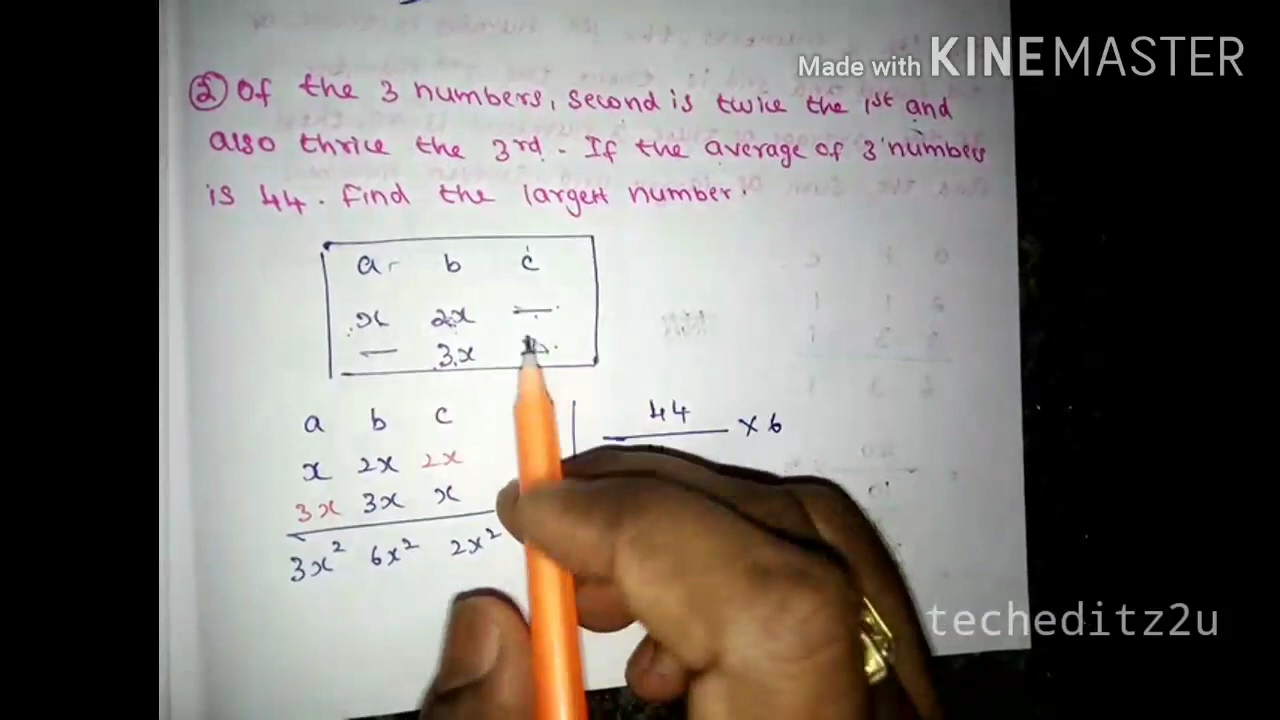 Made with KINEMASTER
② Of the 3 numbers, second is twice the 1st and
also thrice the 3rd. If the average of 3 numbers
is 44. Find the largest number.
a b c
x 2x —
— 3x
a b c
x 2x 2x
3x 3x x
3x² 6x² 2x²
44 × 6
techeditz2u